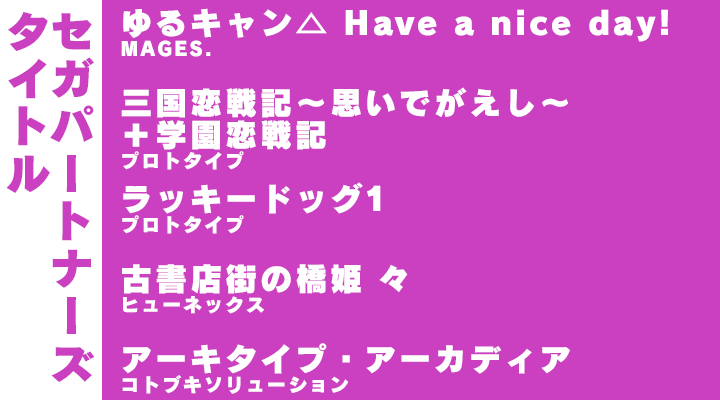 セガパートナーズ
タイトル
ゆるキャン△ Have a nice day!
MAGES.
三国恋戦記～思いでがえし～
＋学園恋戦記
プロトタイプ
ラッキードッグ1
プロトタイプ
古書店街の橋姫 々
ヒューネックス
アーキタイプ・アーカディア
コトブキソリューション